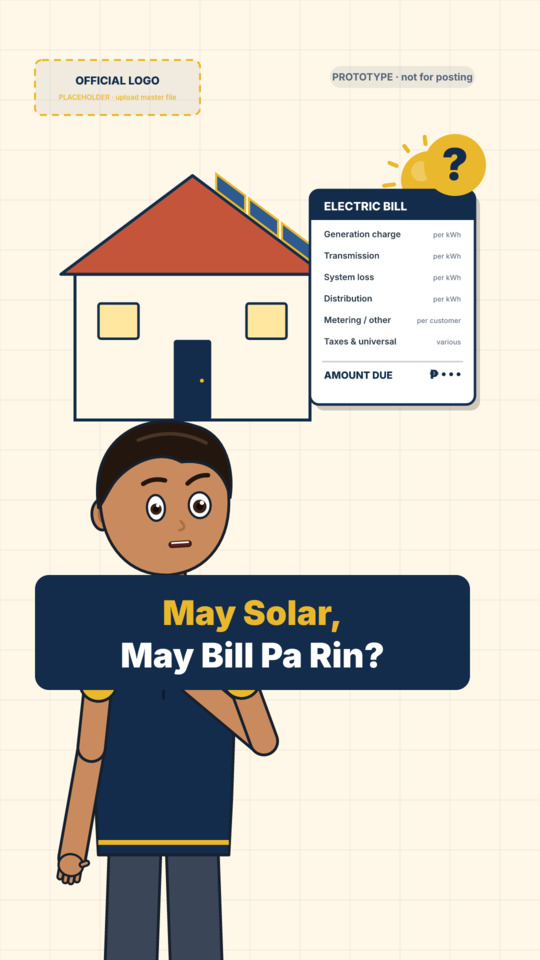 OFFICIAL LOGO
PLACEHOLDER · upload master file
PROTOTYPE · not for posting
?
ELECTRIC BILL
Generation charge per kWh
Transmission per kWh
System loss per kWh
Distribution per kWh
Metering / other per customer
Taxes & universal various
AMOUNT DUE ₱•••
May Solar,
May Bill Pa Rin?